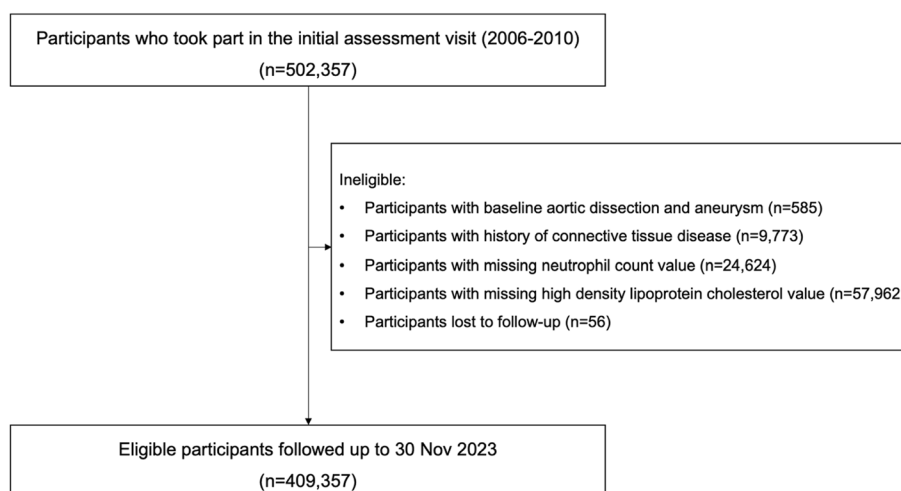 Participants who took part in the initial assessment visit (2006-2010)
(n=502,357)
Ineligible:
• Participants with baseline aortic dissection and aneurysm (n=585)
• Participants with history of connective tissue disease (n=9,773)
• Participants with missing neutrophil count value (n=24,624)
• Participants with missing high density lipoprotein cholesterol value (n=57,962
• Participants lost to follow-up (n=56)
Eligible participants followed up to 30 Nov 2023
(n=409,357)